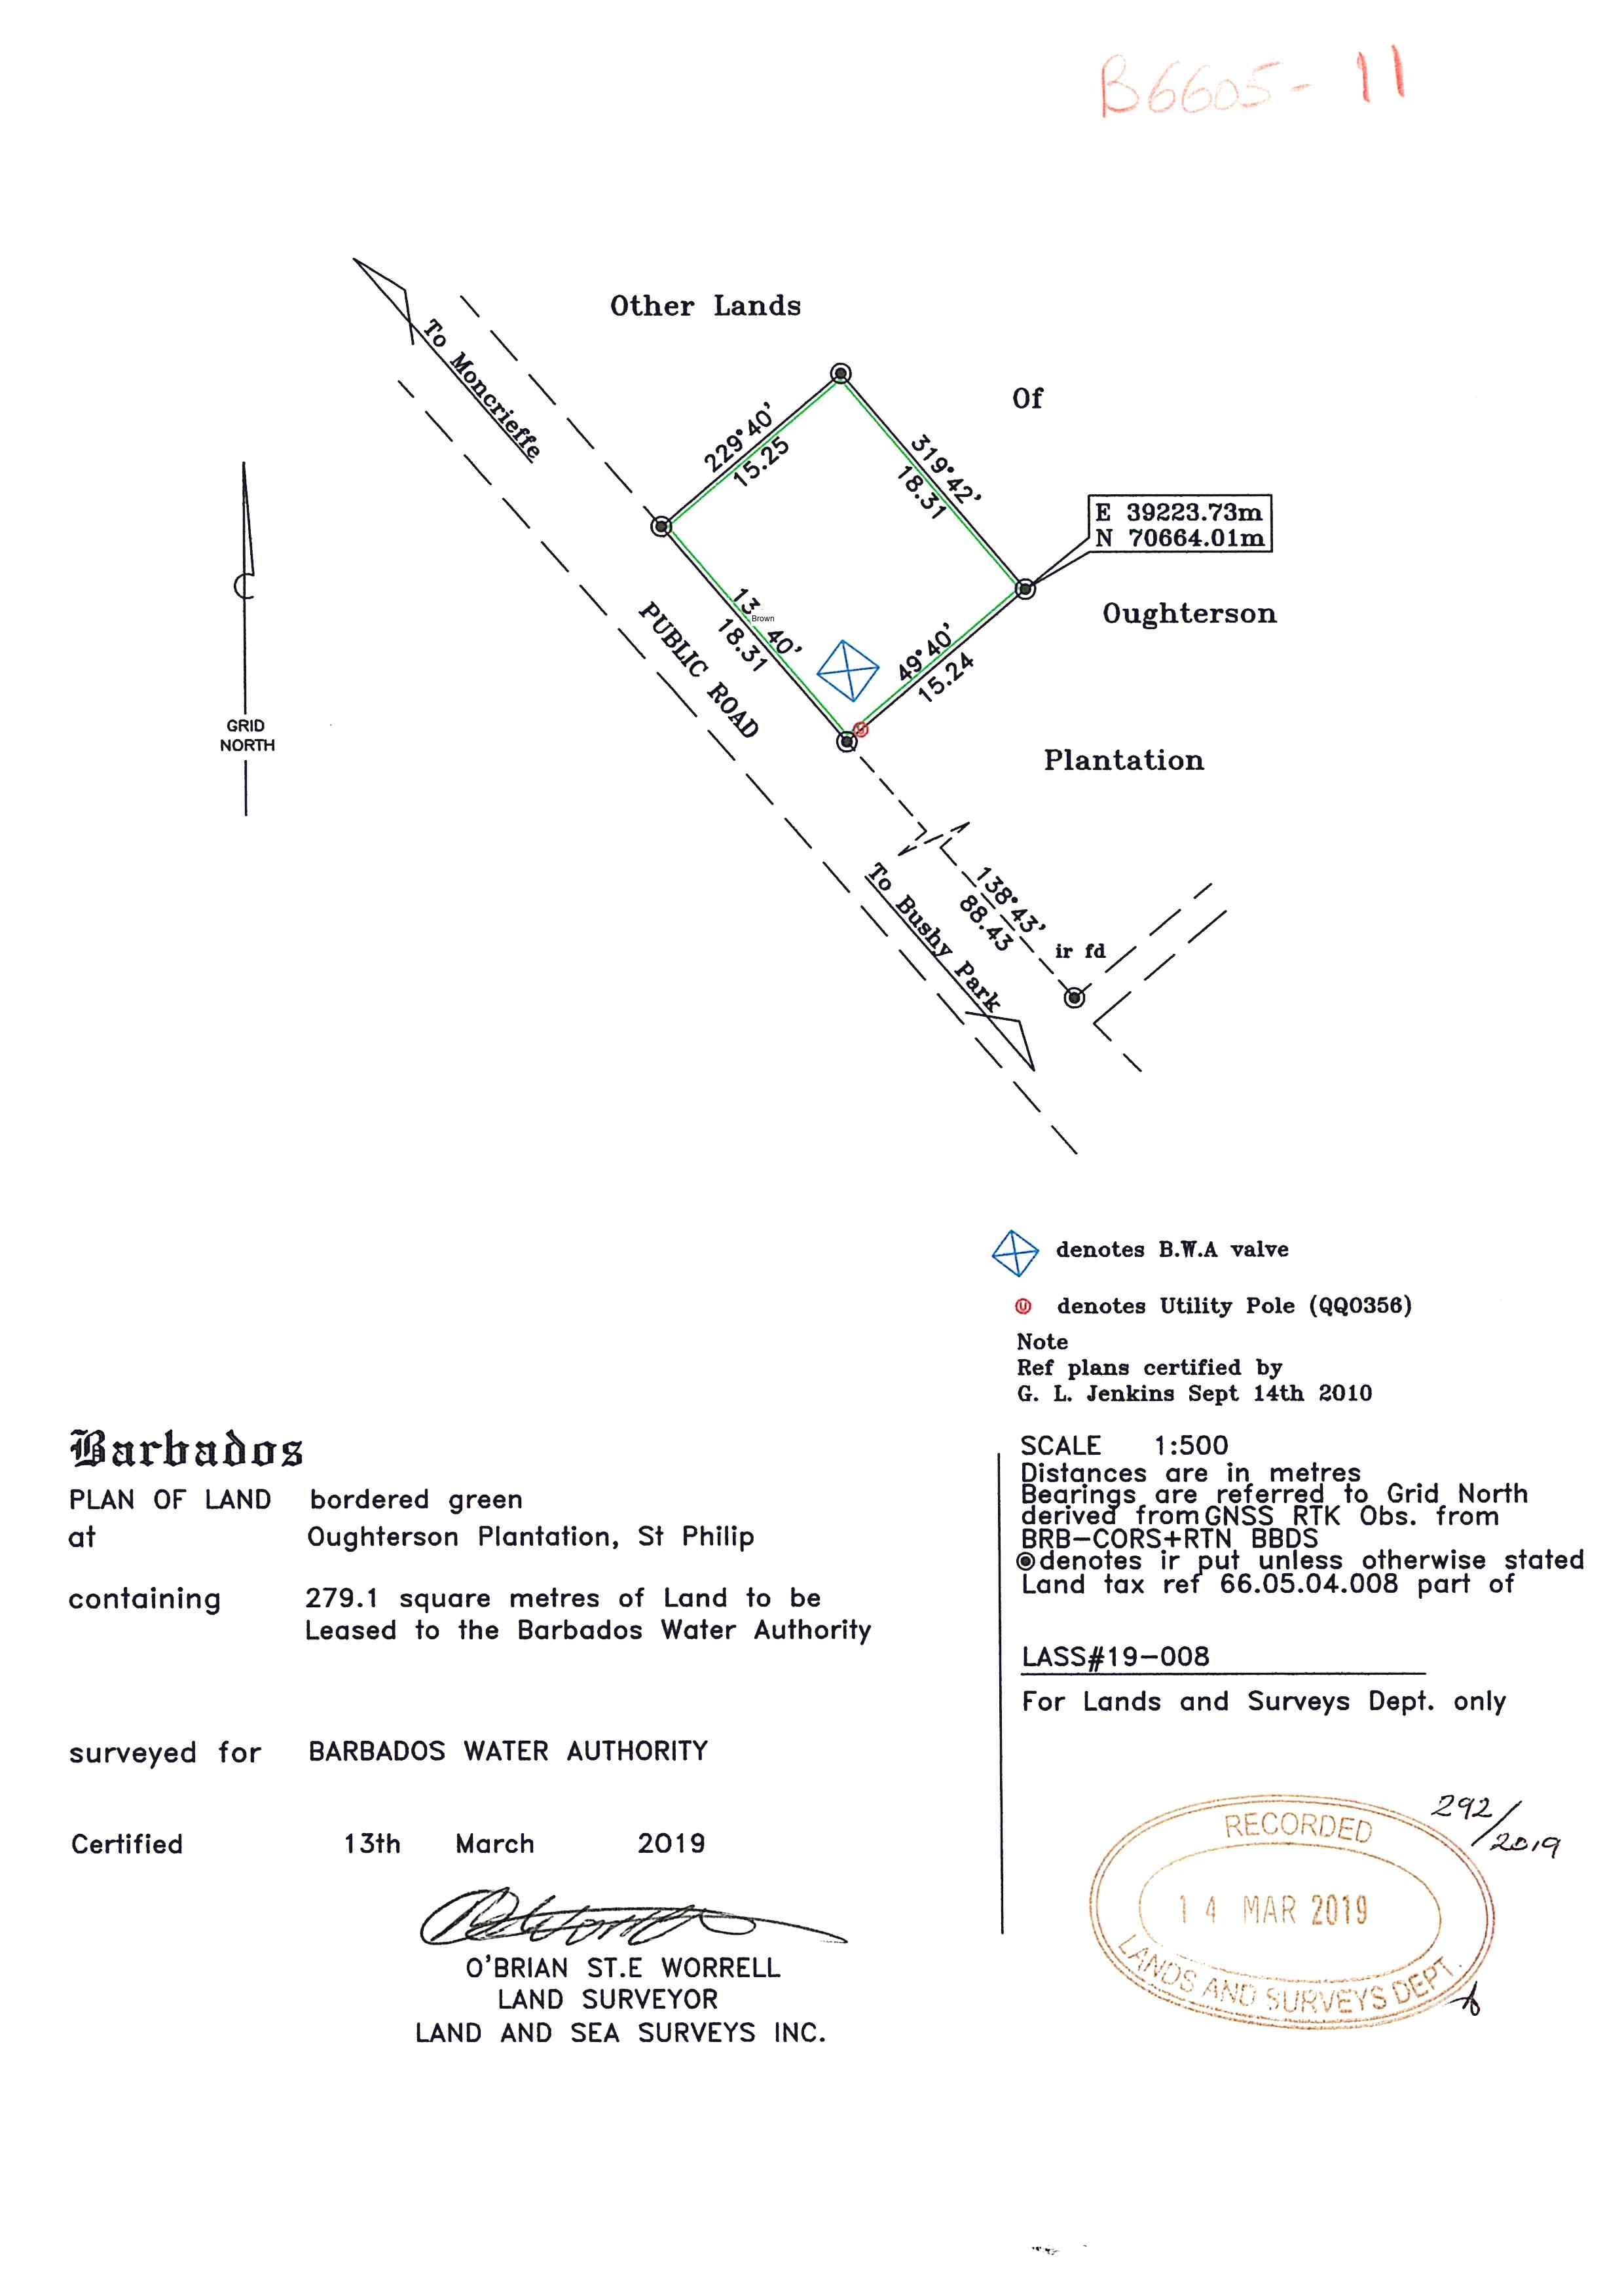 B6605-11
Other Lands
To Moncrieffe
Of
229°40'
15.25
319°42'
18.31
E 39223.73m
N 70664.01m
Oughterson
13 40'
Brown
18.31
PUBLIC ROAD
49°40'
15.24
GRID
NORTH
Plantation
To Bushy Park
138°43'
88.43
ir fd
denotes B.W.A valve
U denotes Utility Pole (QQ0356)
Note
Ref plans certified by
G. L. Jenkins Sept 14th 2010
Barbados
PLAN OF LAND bordered green
at Oughterson Plantation, St Philip
containing 279.1 square metres of Land to be
Leased to the Barbados Water Authority
surveyed for BARBADOS WATER AUTHORITY
Certified 13th March 2019
O'BRIAN ST.E WORRELL
LAND SURVEYOR
LAND AND SEA SURVEYS INC.
SCALE 1:500
Distances are in metres
Bearings are referred to Grid North
derived from GNSS RTK Obs. from
BRB-CORS+RTN BBDS
denotes ir put unless otherwise stated
Land tax ref 66.05.04.008 part of
LASS#19-008
For Lands and Surveys Dept. only
292/2019
RECORDED
14 MAR 2019
LANDS AND SURVEYS DEPT.